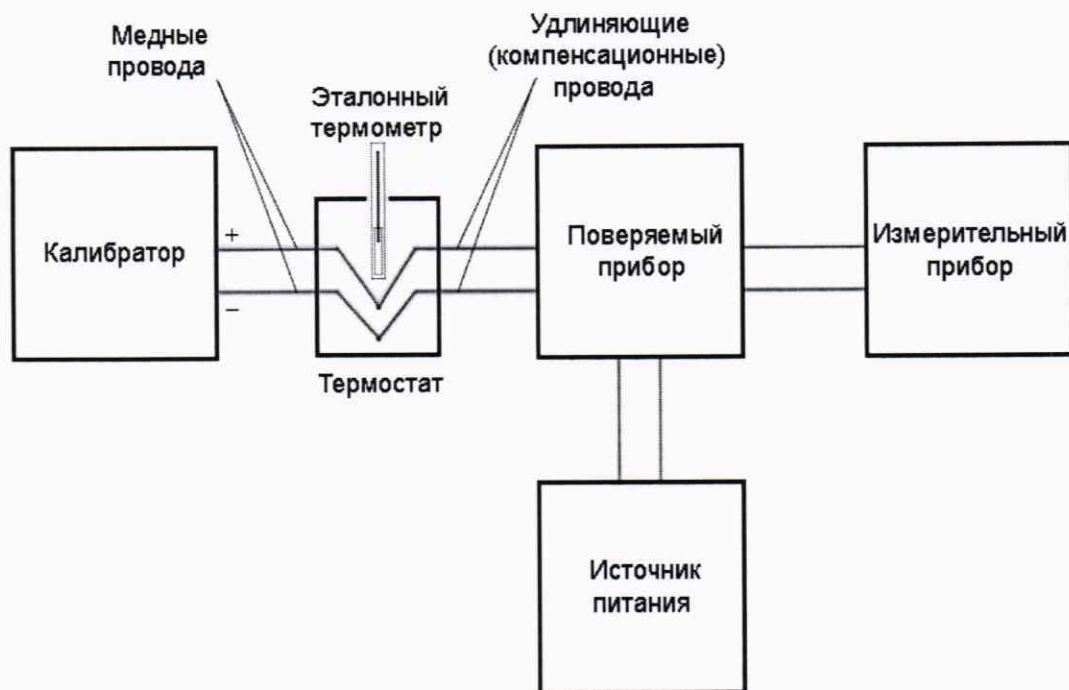 Медные
провода
Удлиняющие
(компенсационные)
провода
Эталонный
термометр
Калибратор
+
−
Термостат
Поверяемый
прибор
Измерительный
прибор
Источник
питания